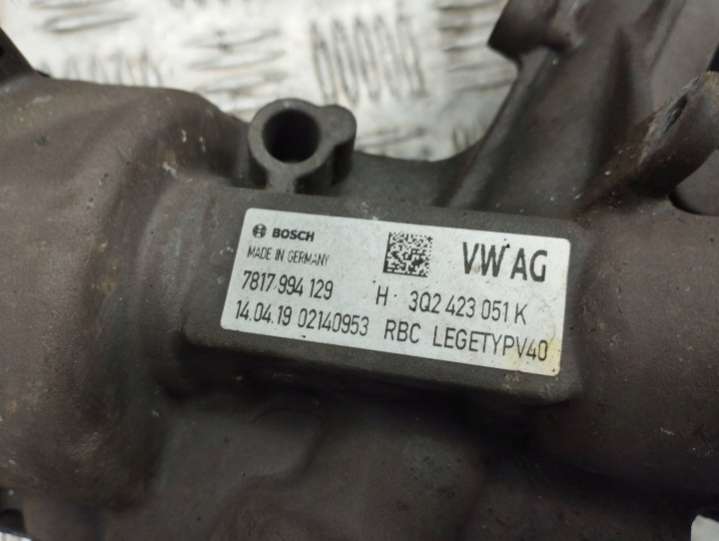 BOSCH
MADE IN GERMANY
VW AG
7817 994 129 H 3Q2 423 051 K
14.04.19 02140953 RBC LEGETYPV40